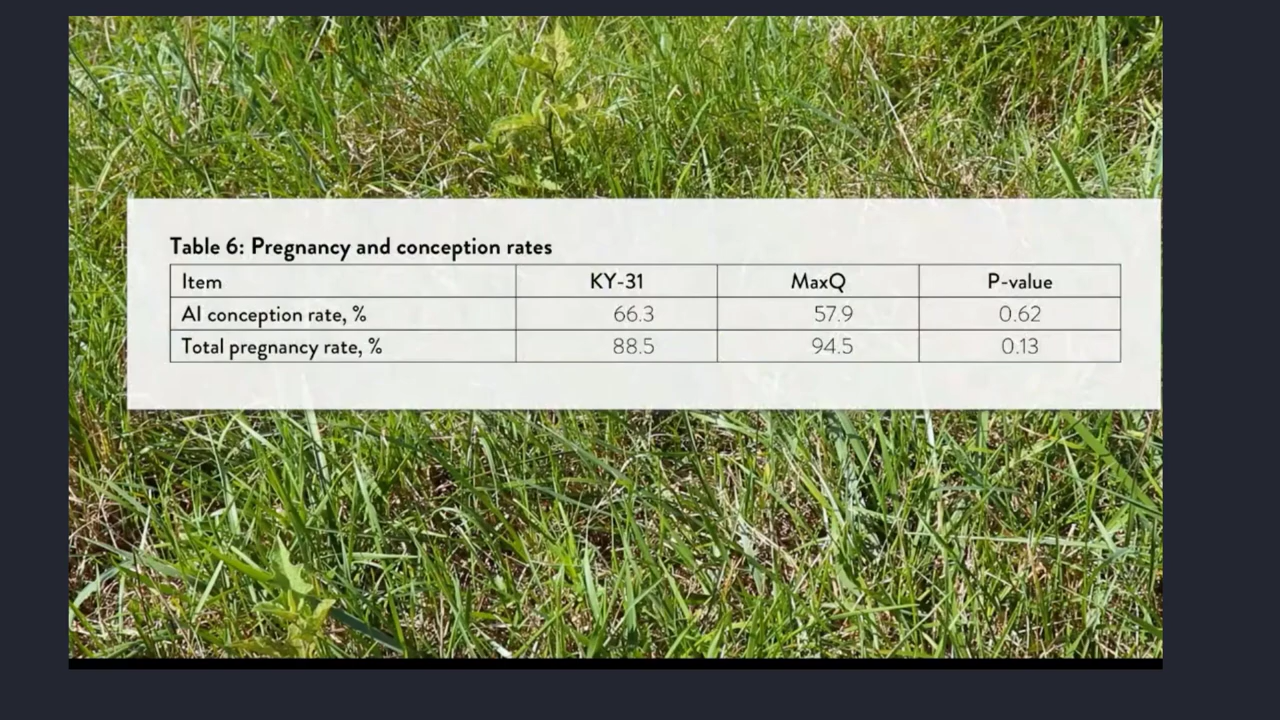 Table 6: Pregnancy and conception rates
Item KY-31 MaxQ P-value
AI conception rate, % 66.3 57.9 0.62
Total pregnancy rate, % 88.5 94.5 0.13